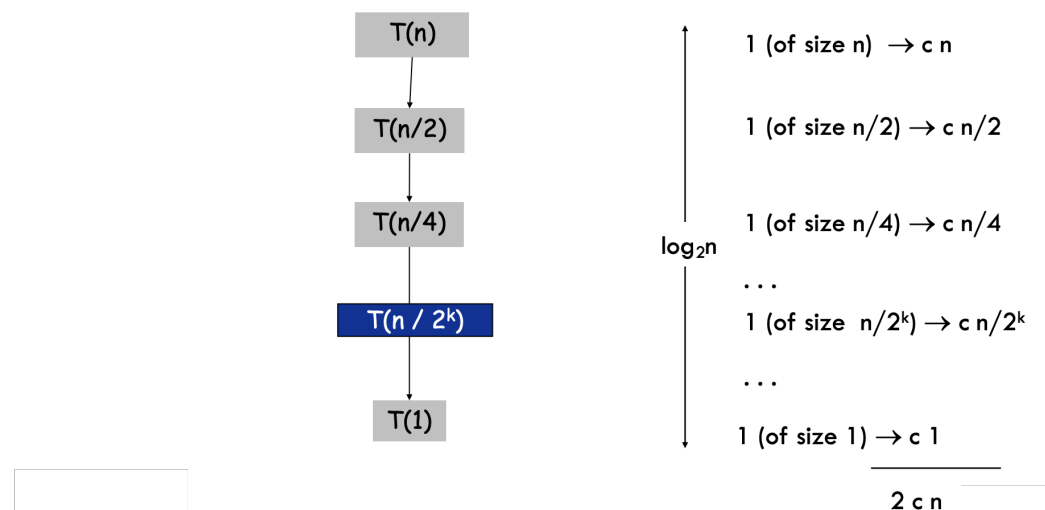 T(n)
1 (of size n) → c n
T(n/2)
1 (of size n/2) → c n/2
T(n/4)
1 (of size n/4) → c n/4
log₂n
...
T(n / 2ᵏ)
1 (of size n/2ᵏ) → c n/2ᵏ
...
T(1)
1 (of size 1) → c 1
2 c n